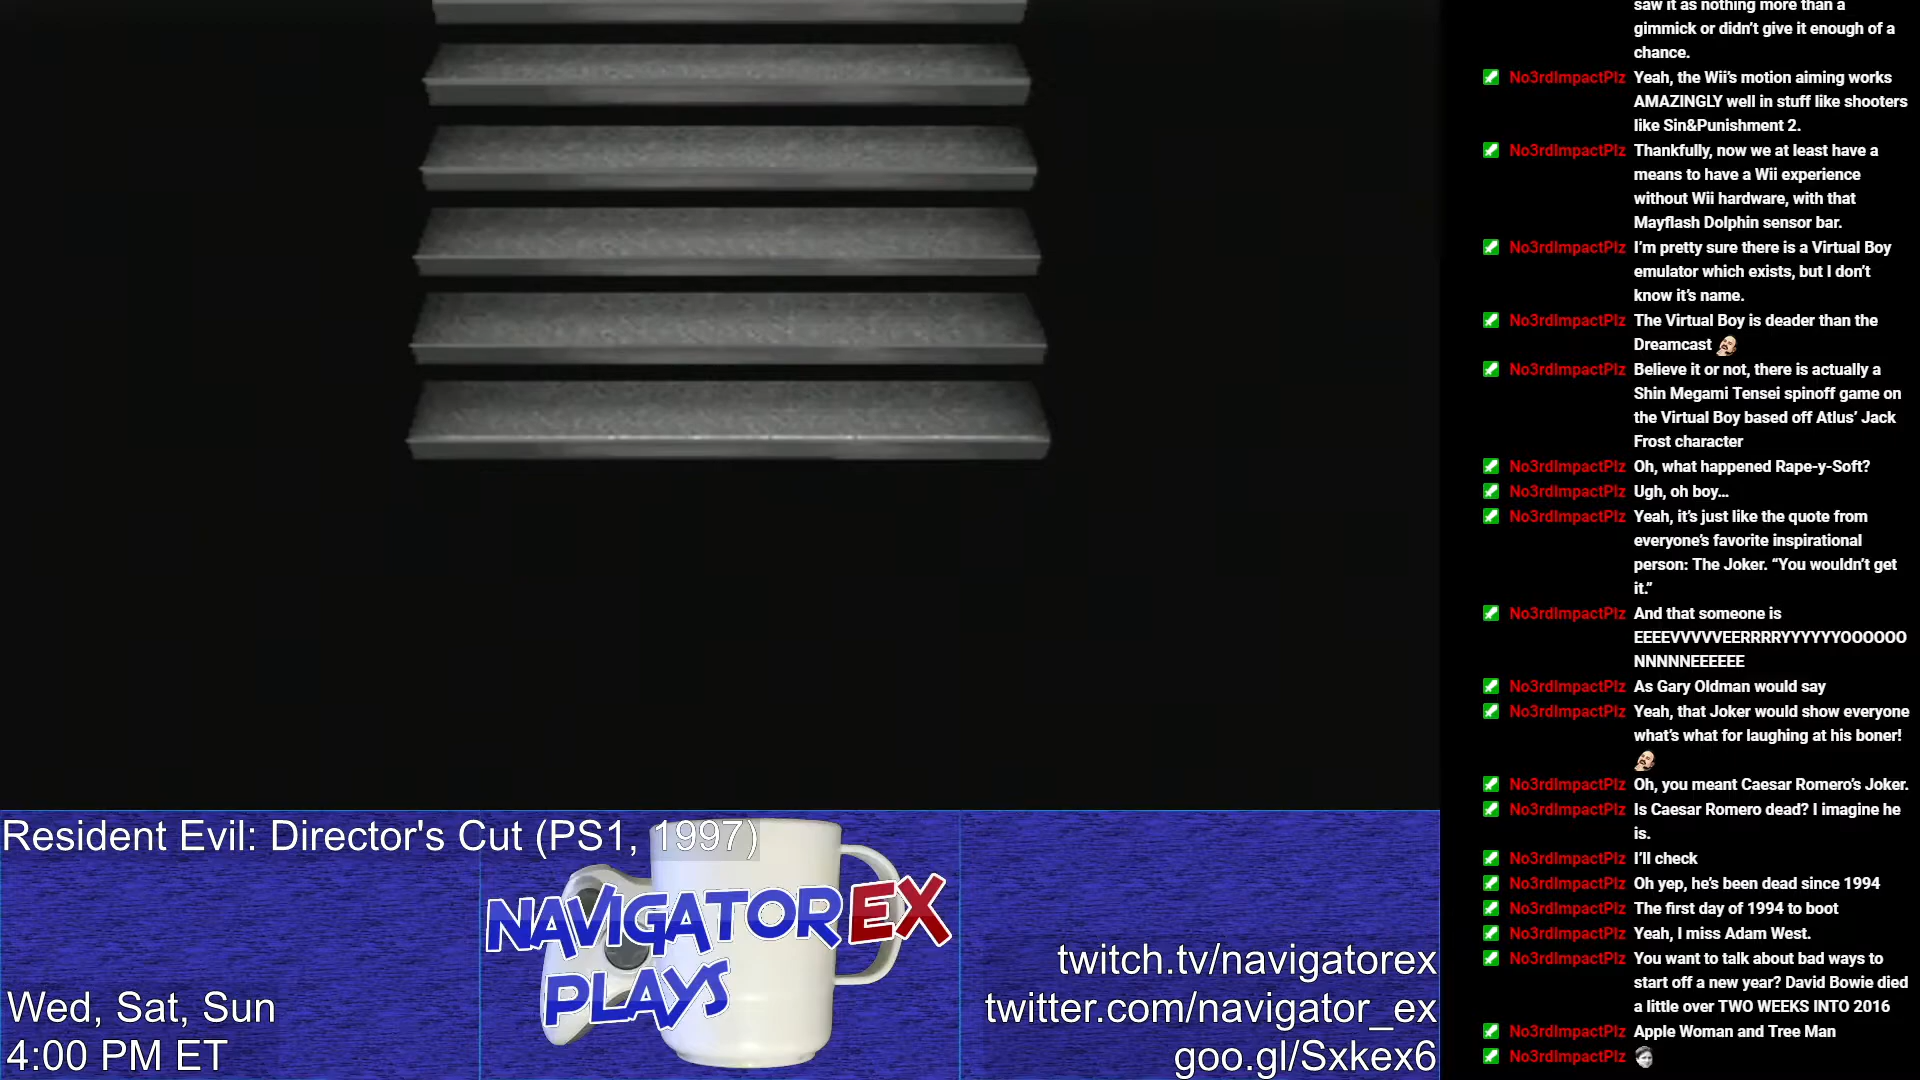 saw it as nothing more than a
gimmick or didn't give it enough of a
chance.
No3rdImpactPlz Yeah, the Wii's motion aiming works
AMAZINGLY well in stuff like shooters
like Sin&Punishment 2.
No3rdImpactPlz Thankfully, now we at least have a
means to have a Wii experience
without Wii hardware, with that
Mayflash Dolphin sensor bar.
No3rdImpactPlz I'm pretty sure there is a Virtual Boy
emulator which exists, but I don't
know it's name.
No3rdImpactPlz The Virtual Boy is deader than the
Dreamcast
No3rdImpactPlz Believe it or not, there is actually a
Shin Megami Tensei spinoff game on
the Virtual Boy based off Atlus' Jack
Frost character
No3rdImpactPlz Oh, what happened Rape-y-Soft?
No3rdImpactPlz Ugh, oh boy...
No3rdImpactPlz Yeah, it's just like the quote from
everyone's favorite inspirational
person: The Joker. “You wouldn't get
it.”
No3rdImpactPlz And that someone is
EEEEVVVVVEERRRRYYYYYYOOOOOO
NNNNNEEEEEE
No3rdImpactPlz As Gary Oldman would say
No3rdImpactPlz Yeah, that Joker would show everyone
what's what for laughing at his boner!
No3rdImpactPlz Oh, you meant Caesar Romero's Joker.
No3rdImpactPlz Is Caesar Romero dead? I imagine he
is.
No3rdImpactPlz I'll check
No3rdImpactPlz Oh yep, he's been dead since 1994
No3rdImpactPlz The first day of 1994 to boot
No3rdImpactPlz Yeah, I miss Adam West.
No3rdImpactPlz You want to talk about bad ways to
start off a new year? David Bowie died
a little over TWO WEEKS INTO 2016
No3rdImpactPlz Apple Woman and Tree Man
No3rdImpactPlz
Resident Evil: Director's Cut (PS1, 1997)
NAVIGATOREX
PLAYS
Wed, Sat, Sun
4:00 PM ET
twitch.tv/navigatorex
twitter.com/navigator_ex
goo.gl/Sxkex6